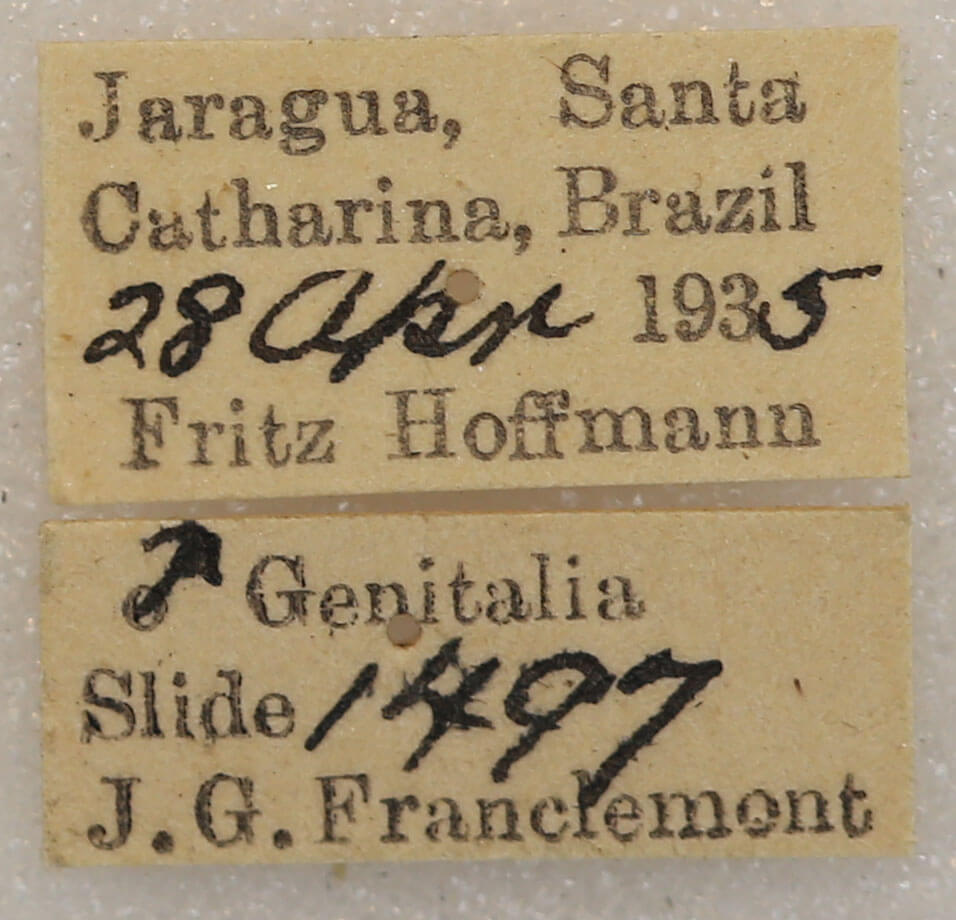 Jaragua, Santa
Catharina, Brazil
28 Apr 1935
Fritz Hoffmann
♂ Genitalia
Slide 1497
J. G. Franclemont